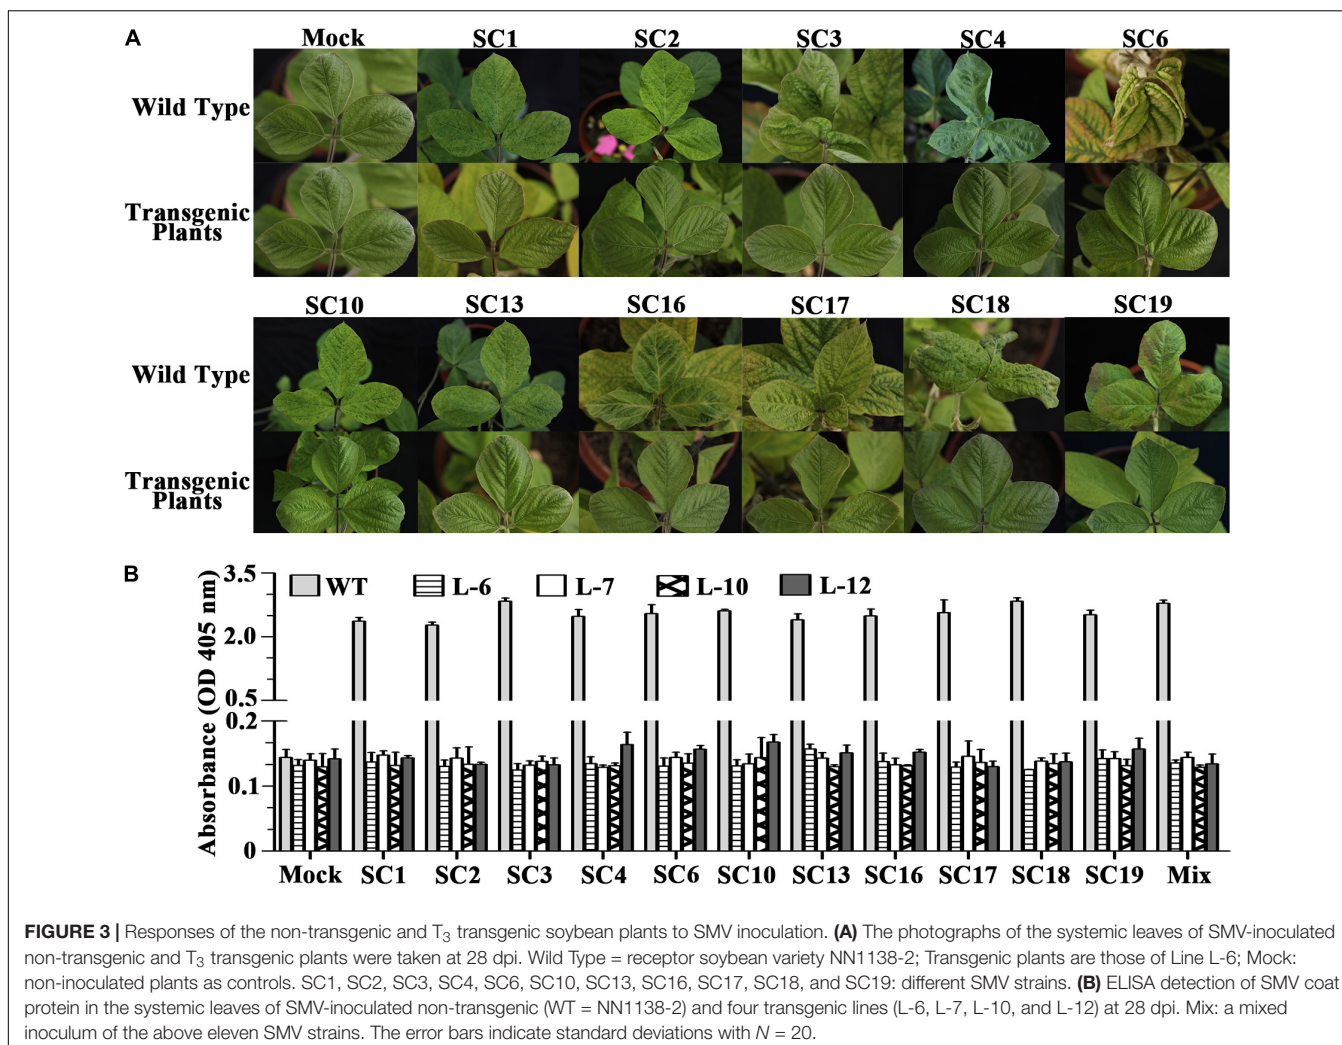 A
Mock SC1 SC2 SC3 SC4 SC6
Wild Type
Transgenic
Plants
SC10 SC13 SC16 SC17 SC18 SC19
Wild Type
Transgenic
Plants
B
Absorbance (OD 405 nm)
3.5
2.0
0.5
0.2
0.1
0
WT L-6 L-7 L-10 L-12
Mock SC1 SC2 SC3 SC4 SC6 SC10 SC13 SC16 SC17 SC18 SC19 Mix
FIGURE 3 | Responses of the non-transgenic and T3 transgenic soybean plants to SMV inoculation. (A) The photographs of the systemic leaves of SMV-inoculated
non-transgenic and T3 transgenic plants were taken at 28 dpi. Wild Type = receptor soybean variety NN1138-2; Transgenic plants are those of Line L-6; Mock:
non-inoculated plants as controls. SC1, SC2, SC3, SC4, SC6, SC10, SC13, SC16, SC17, SC18, and SC19: different SMV strains. (B) ELISA detection of SMV coat
protein in the systemic leaves of SMV-inoculated non-transgenic (WT = NN1138-2) and four transgenic lines (L-6, L-7, L-10, and L-12) at 28 dpi. Mix: a mixed
inoculum of the above eleven SMV strains. The error bars indicate standard deviations with N = 20.